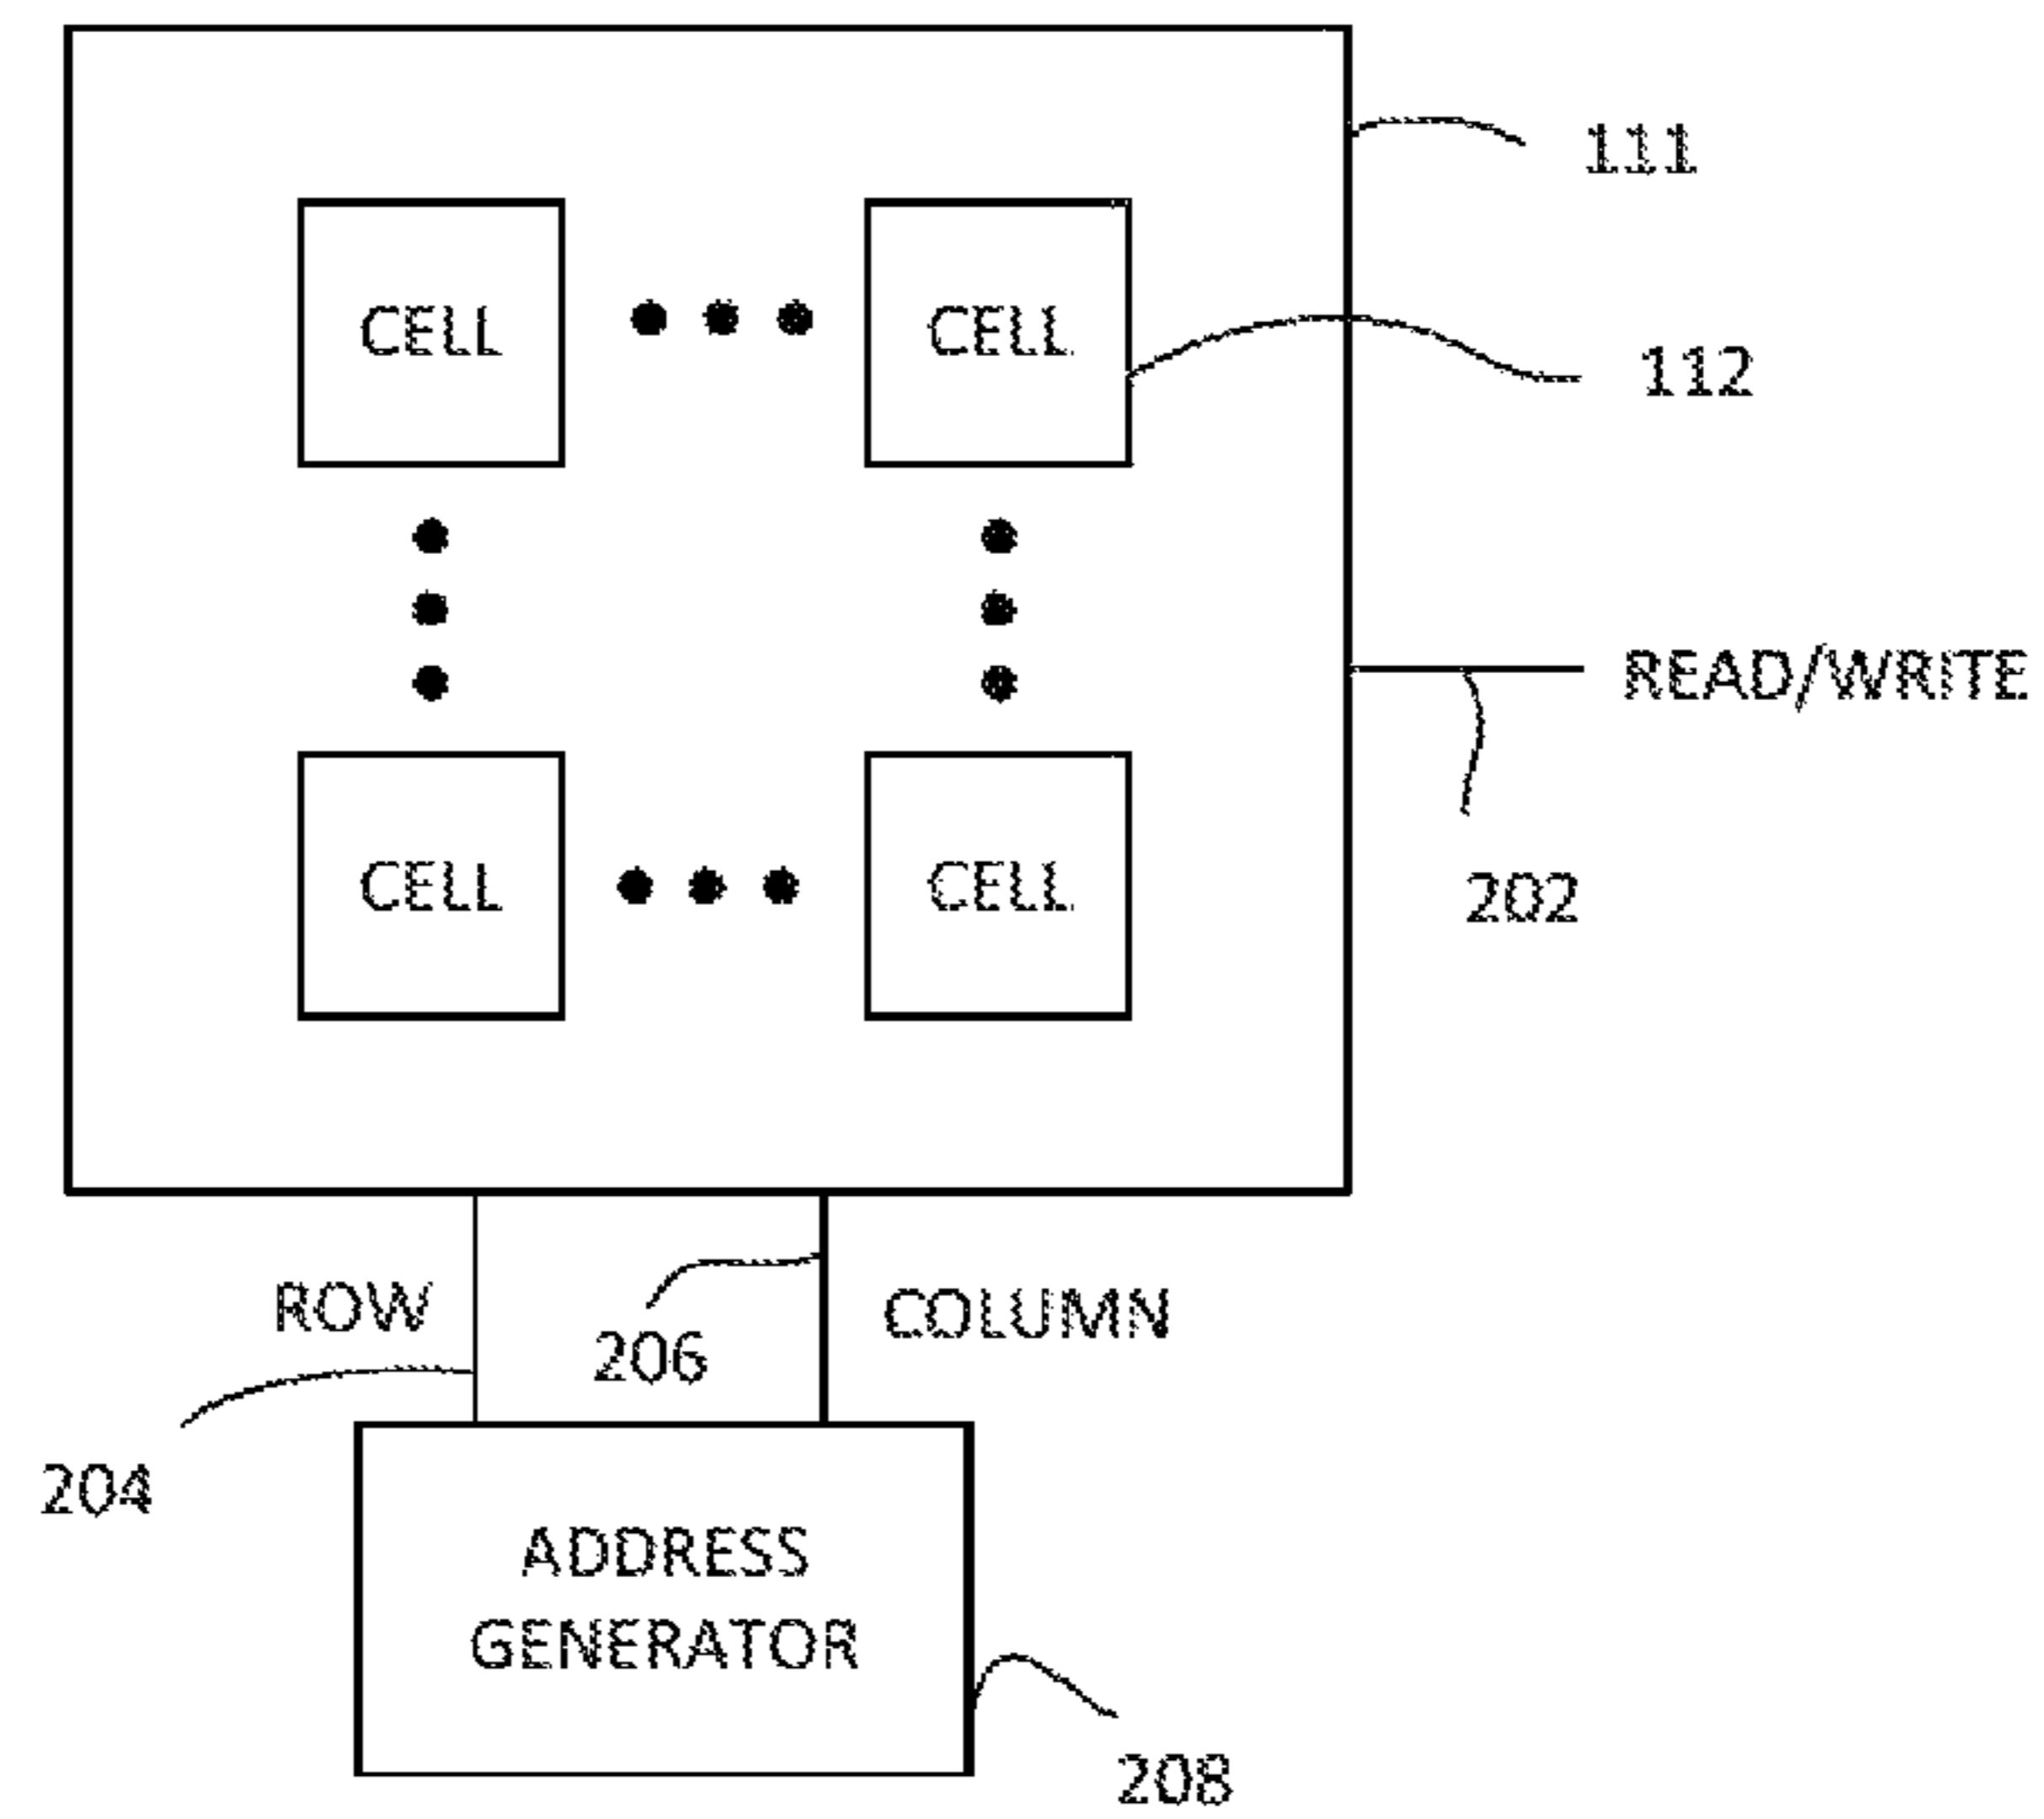 111
CELL CELL
112
READ/WRITE
CELL CELL
202
ROW
COLUMN
206
204
ADDRESS
GENERATOR
208